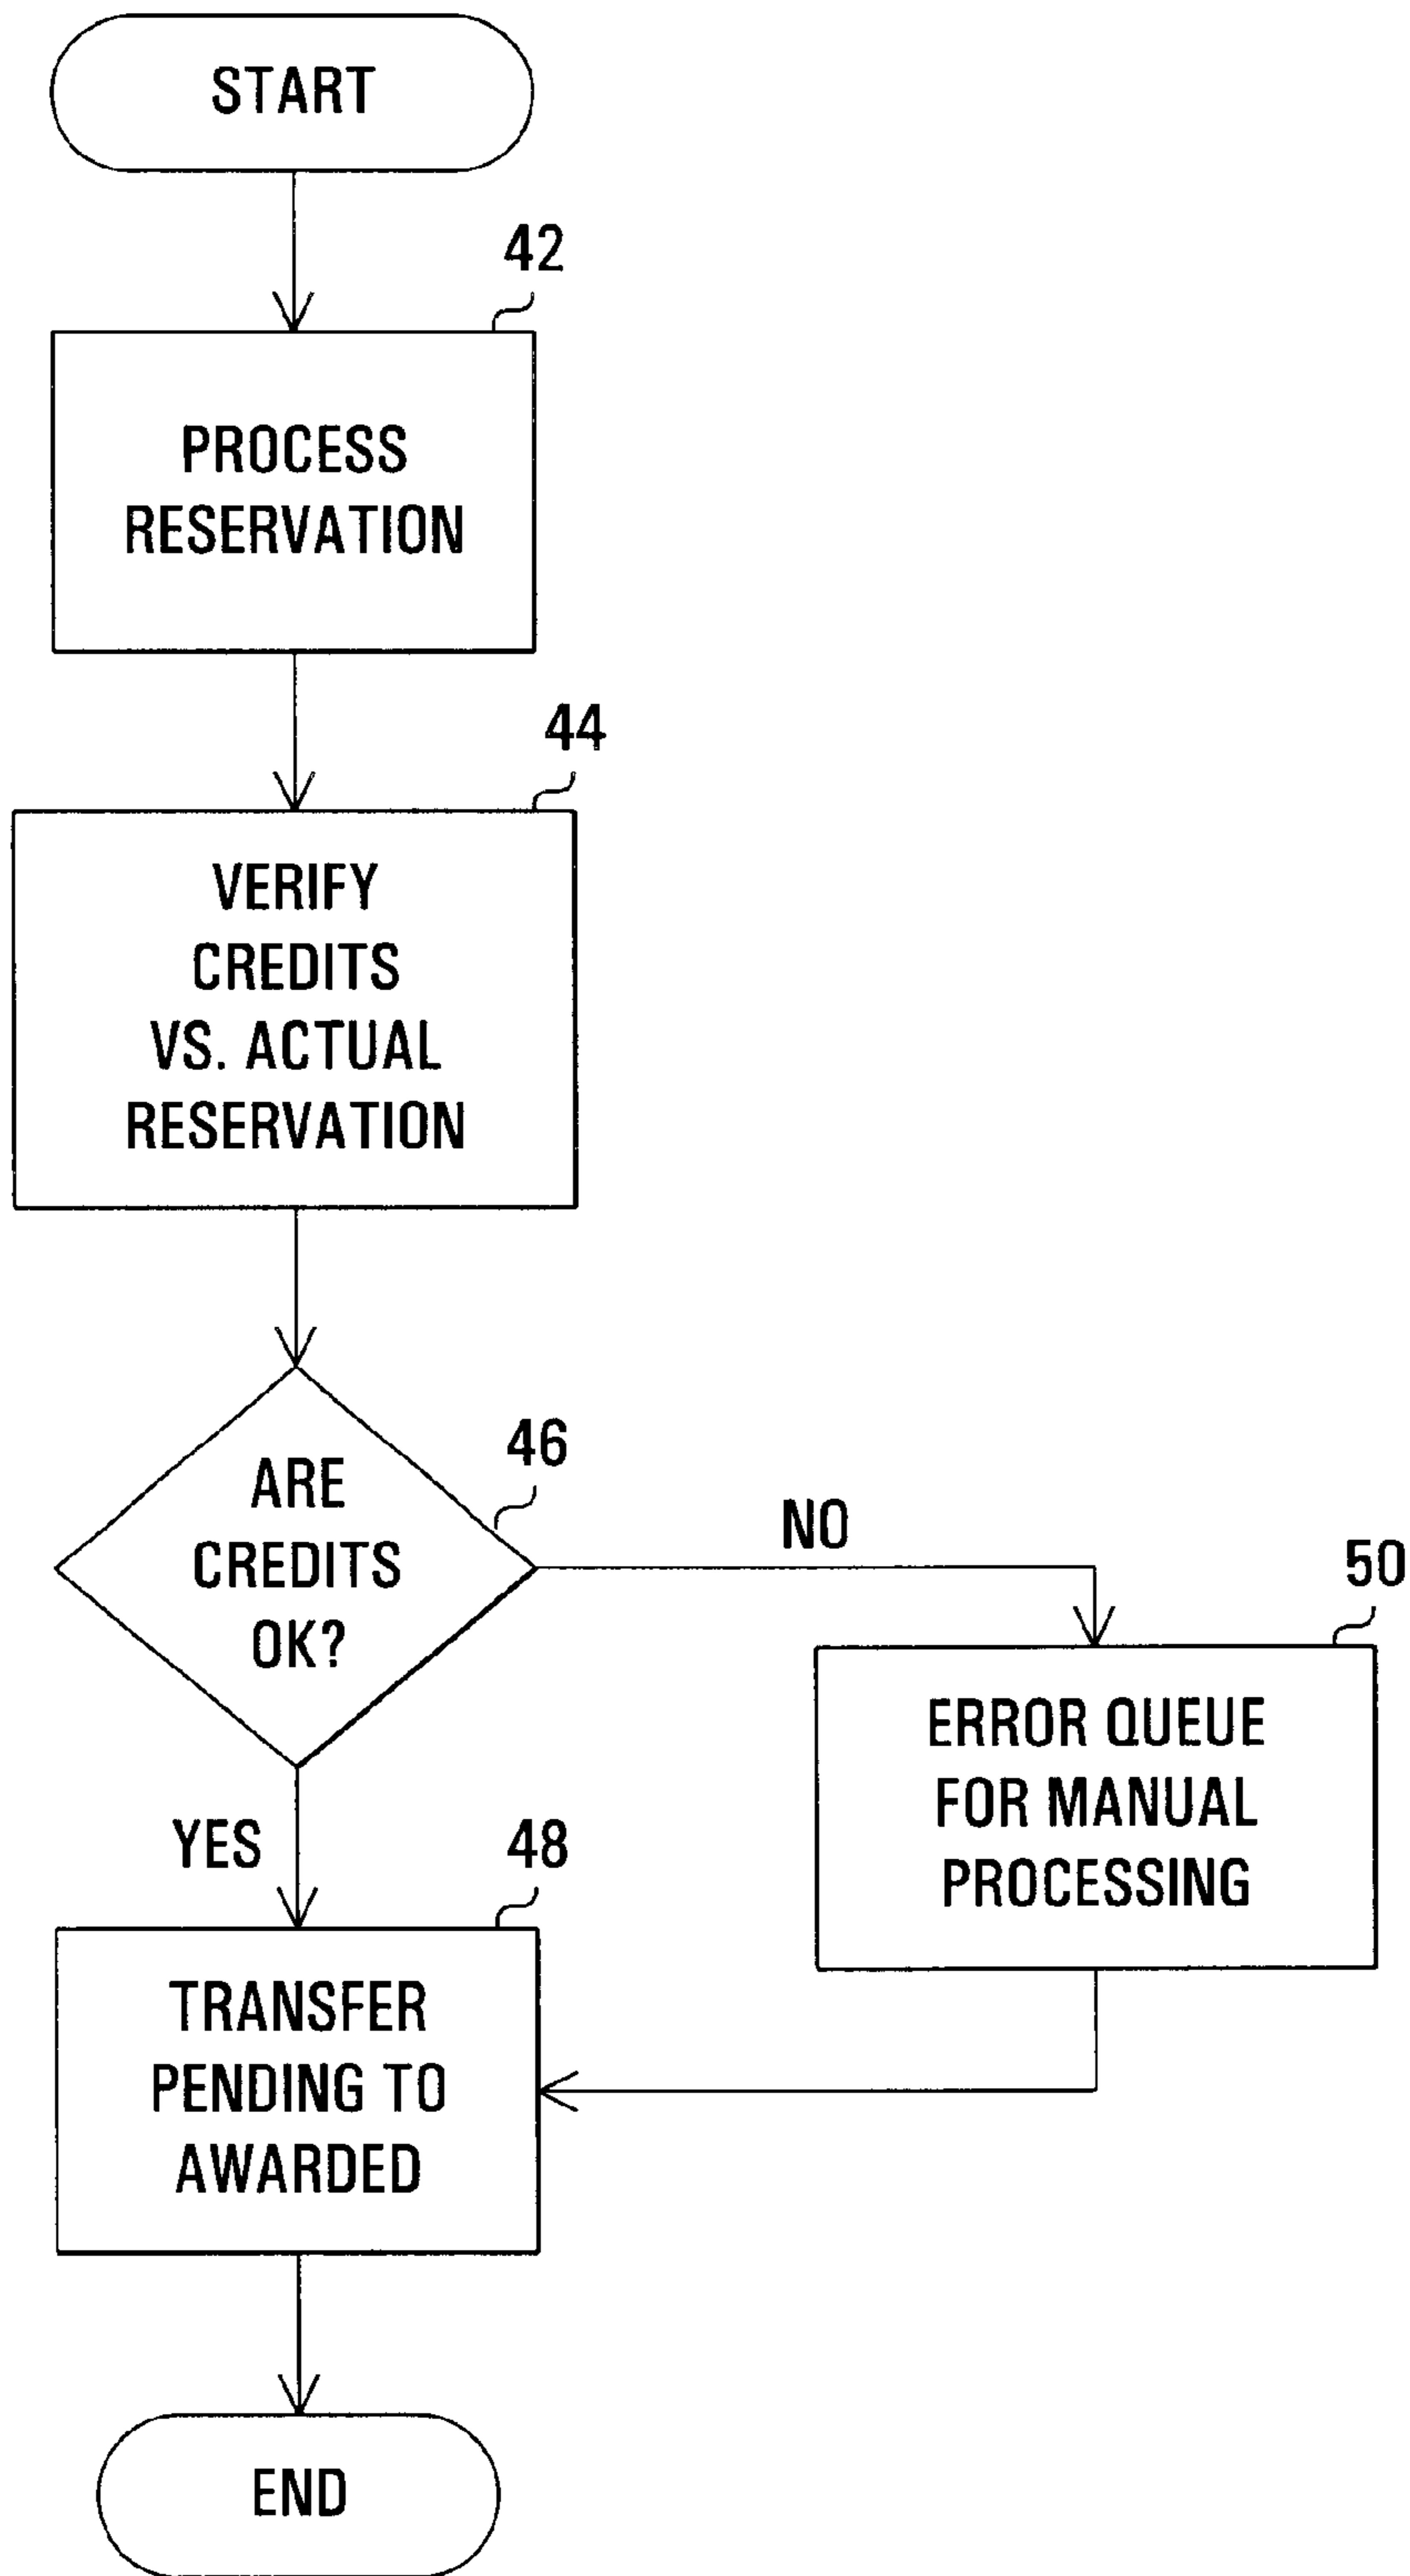 START
42
PROCESS
RESERVATION
44
VERIFY
CREDITS
VS. ACTUAL
RESERVATION
46
ARE
CREDITS
OK?
NO
50
ERROR QUEUE
FOR MANUAL
PROCESSING
YES
48
TRANSFER
PENDING TO
AWARDED
END